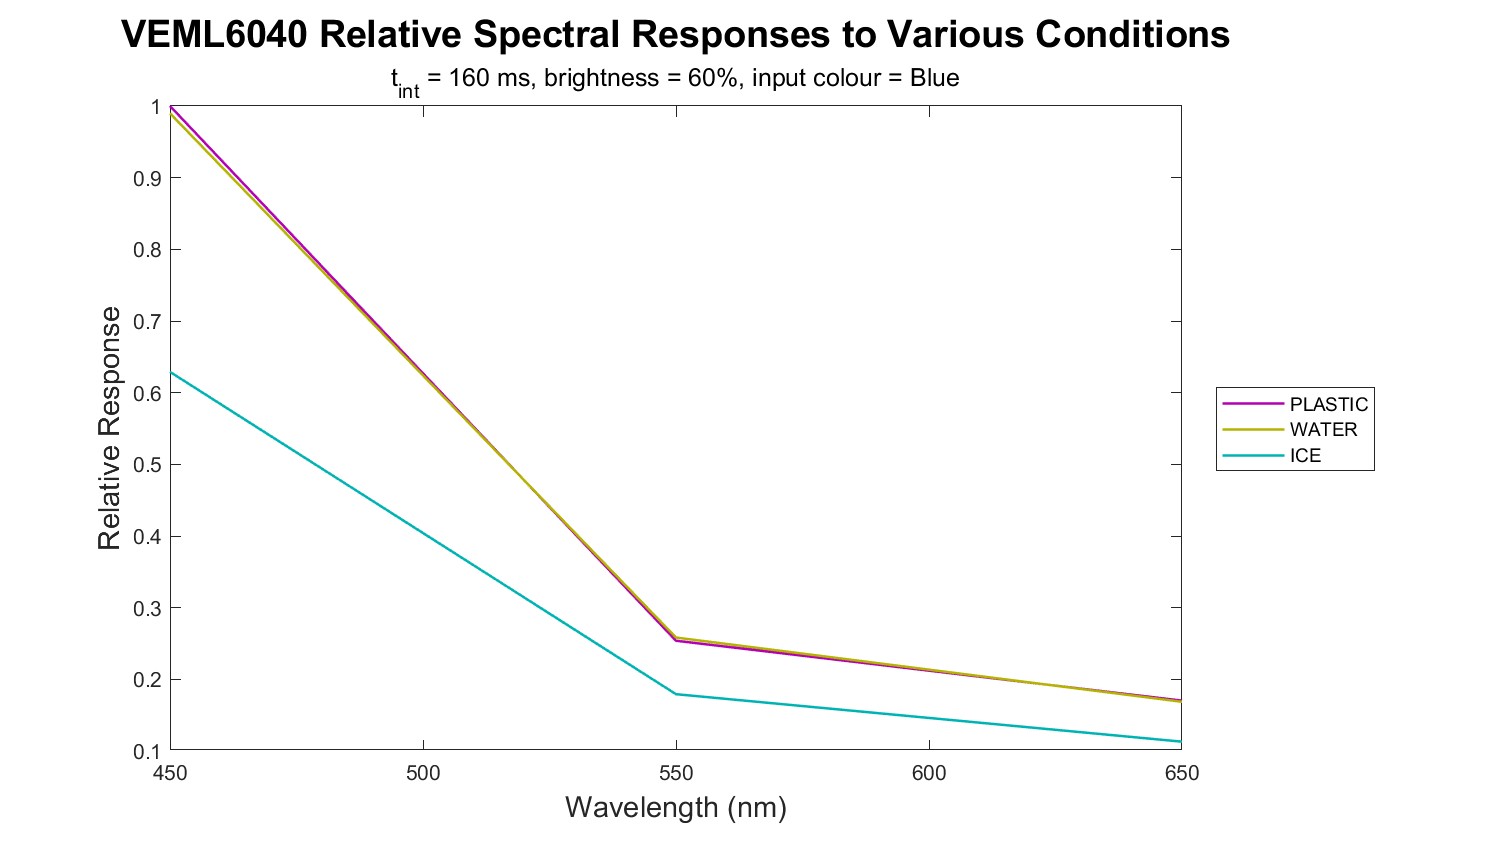 VEML6040 Relative Spectral Responses to Various Conditions
t_int = 160 ms, brightness = 60%, input colour = Blue
1
0.9
0.8
0.7
0.6
0.5
0.4
0.3
0.2
0.1
Relative Response
450 500 550 600 650
Wavelength (nm)
PLASTIC
WATER
ICE